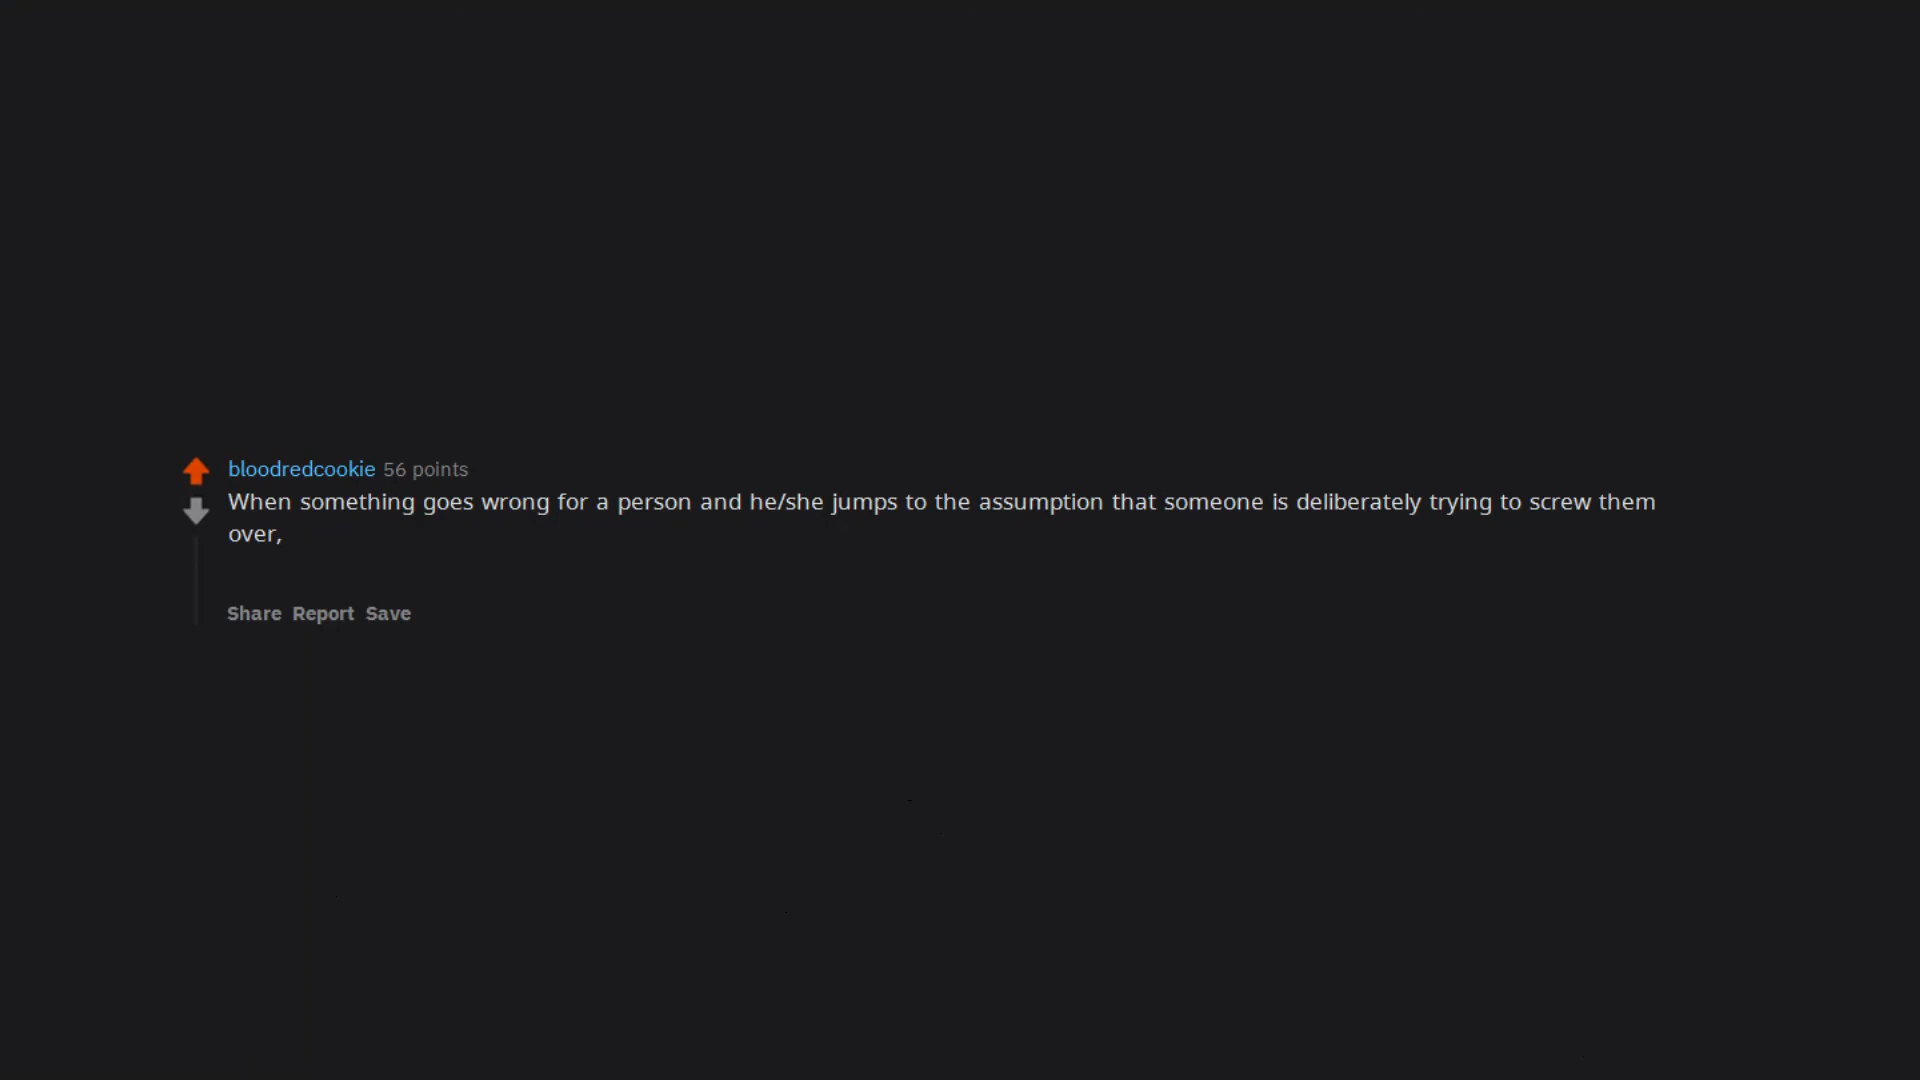 bloodredcookie 56 points
When something goes wrong for a person and he/she jumps to the assumption that someone is deliberately trying to screw them
over,
Share Report Save